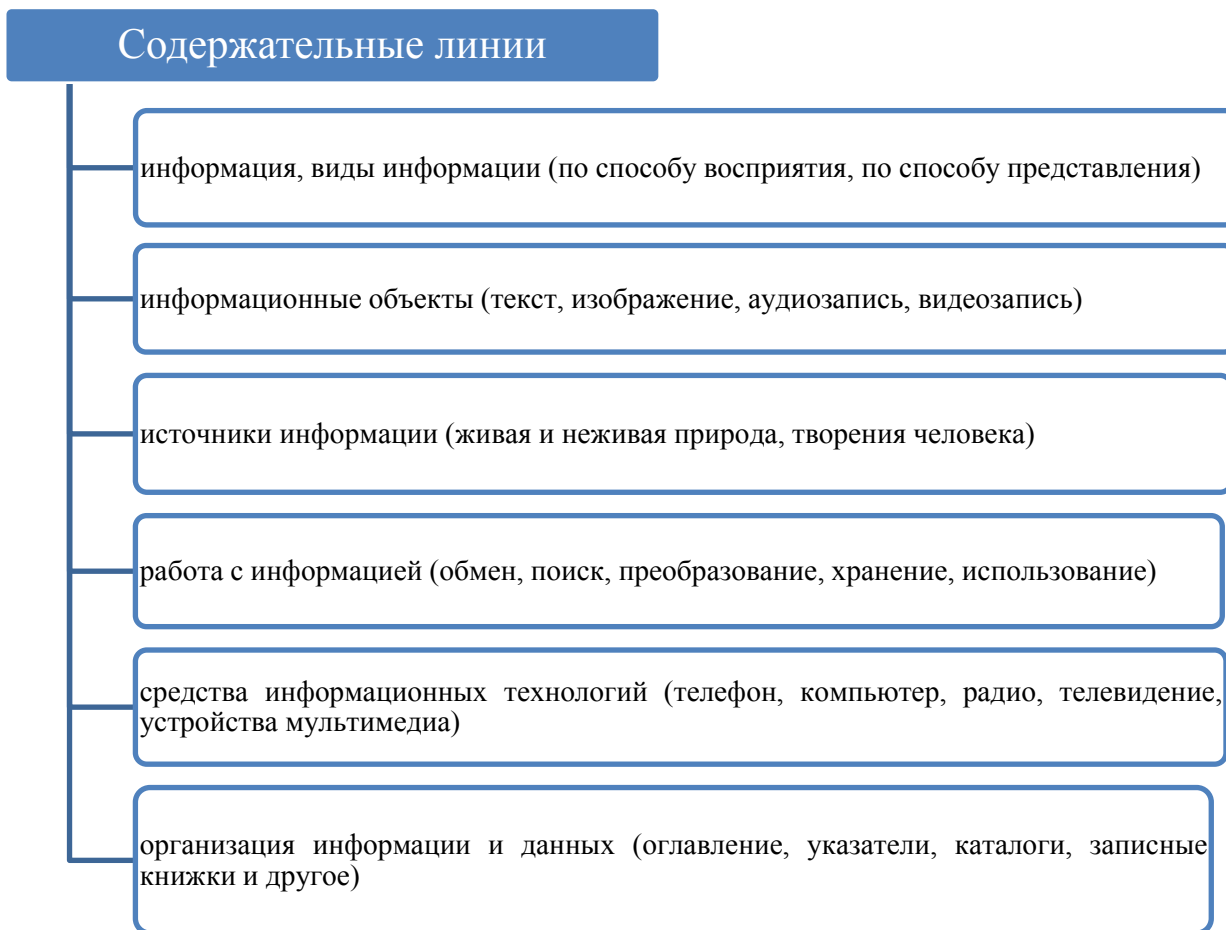 Содержательные линии
информация, виды информации (по способу восприятия, по способу представления)
информационные объекты (текст, изображение, аудиозапись, видеозапись)
источники информации (живая и неживая природа, творения человека)
работа с информацией (обмен, поиск, преобразование, хранение, использование)
средства информационных технологий (телефон, компьютер, радио, телевидение,
устройства мультимедиа)
организация информации и данных (оглавление, указатели, каталоги, записные
книжки и другое)